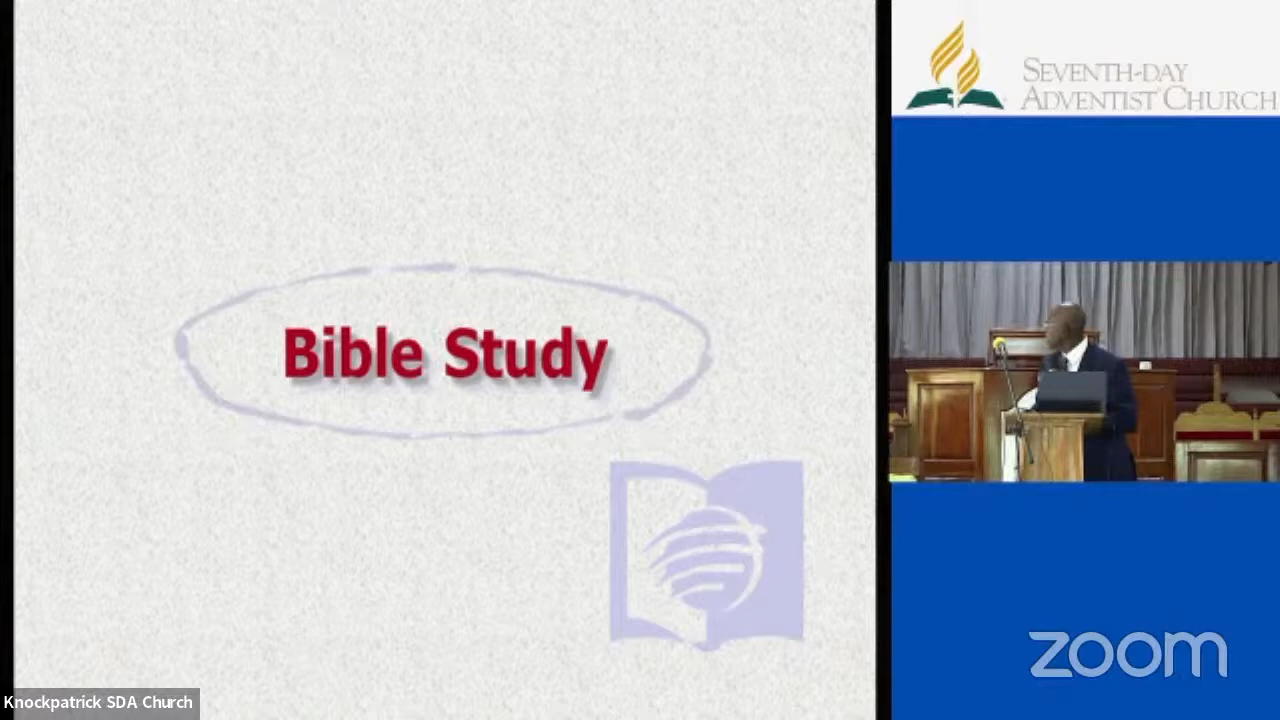 Bible Study
SEVENTH-DAY
ADVENTIST CHURCH
zoom
Knockpatrick SDA Church